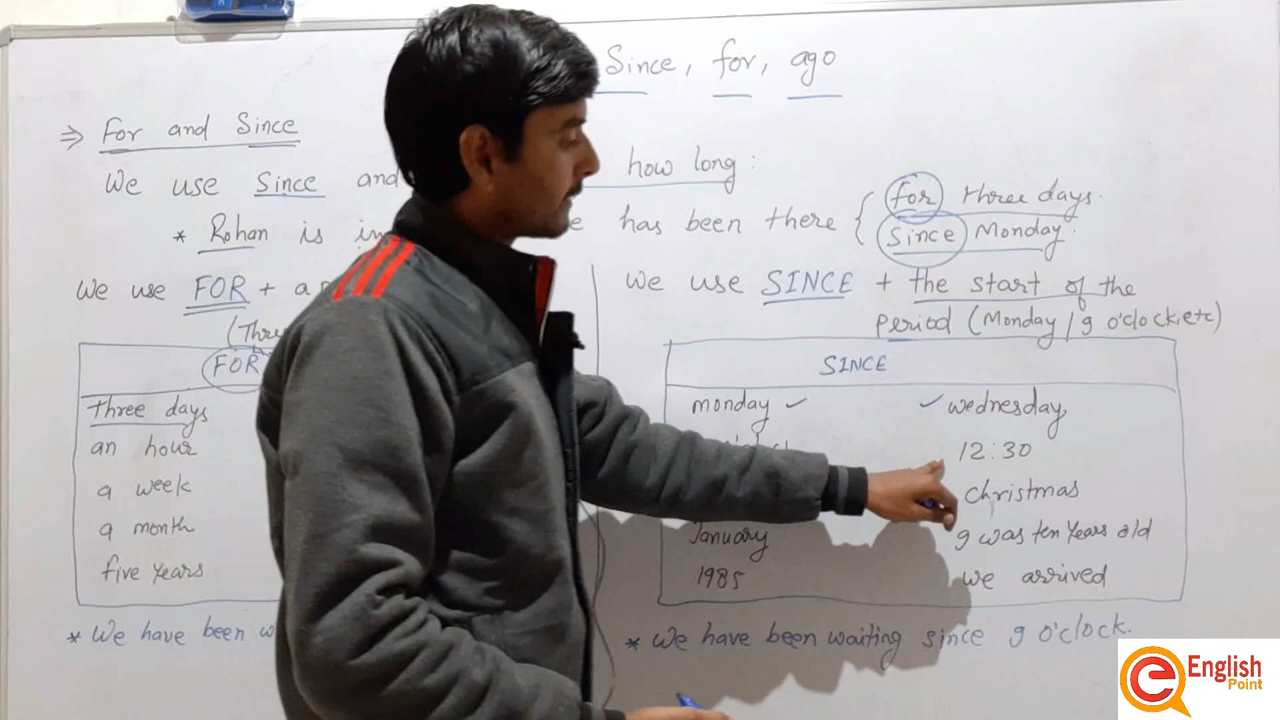 Since, for, ago
⇒ For and Since
We use Since and how long :
* Rohan is in has been there { for three days.
Since Monday.
We use FOR + a
(Three
We use SINCE + the start of the
period (Monday / 9 o'clock, etc)
FOR
three days
an hour
a week
a month
five years
SINCE
monday ✓ ✓ wednesday
12:30
christmas
January 9 was ten years old
1985 we arrived
* We have been
* We have been waiting since 9 o'clock.
English
Point